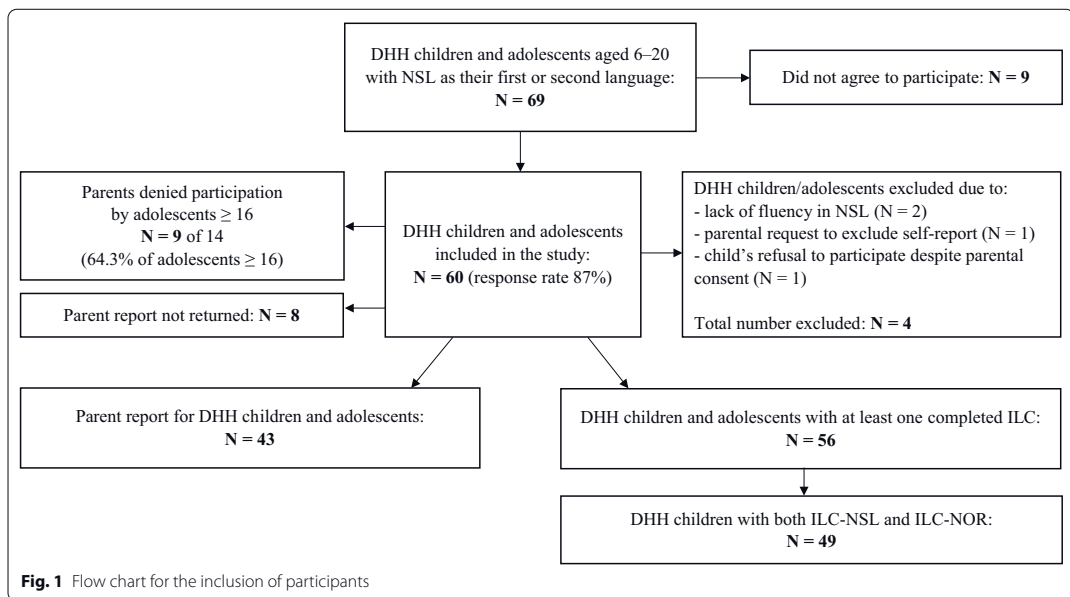 DHH children and adolescents aged 6–20
with NSL as their first or second language:
N = 69
Did not agree to participate: N = 9
Parents denied participation
by adolescents ≥ 16
N = 9 of 14
(64.3% of adolescents ≥ 16)
Parent report not returned: N = 8
DHH children and adolescents
included in the study:
N = 60 (response rate 87%)
DHH children/adolescents excluded due to:
- lack of fluency in NSL (N = 2)
- parental request to exclude self-report (N = 1)
- child's refusal to participate despite parental
consent (N = 1)
Total number excluded: N = 4
Parent report for DHH children and adolescents:
N = 43
DHH children and adolescents with at least one completed ILC:
N = 56
DHH children with both ILC-NSL and ILC-NOR:
N = 49
Fig. 1 Flow chart for the inclusion of participants